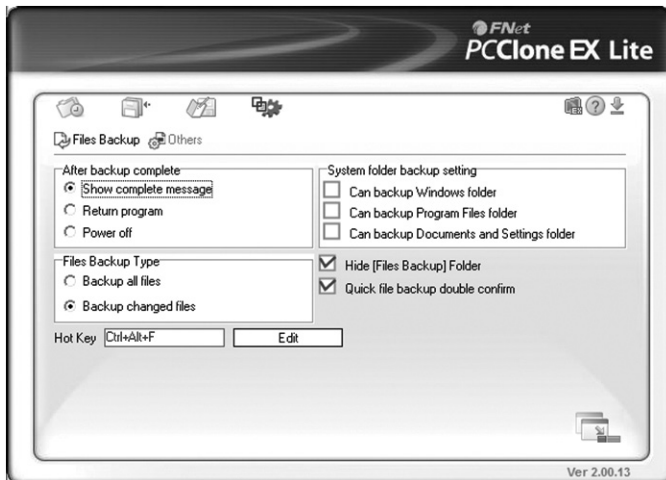 FNet
PCClone EX Lite
Files Backup Others
After backup complete
Show complete message
Return program
Power off
System folder backup setting
Can backup Windows folder
Can backup Program Files folder
Can backup Documents and Settings folder
Files Backup Type
Backup all files
Backup changed files
Hide [Files Backup] Folder
Quick file backup double confirm
Hot Key Ctrl+Alt+F Edit
Ver 2.00.13